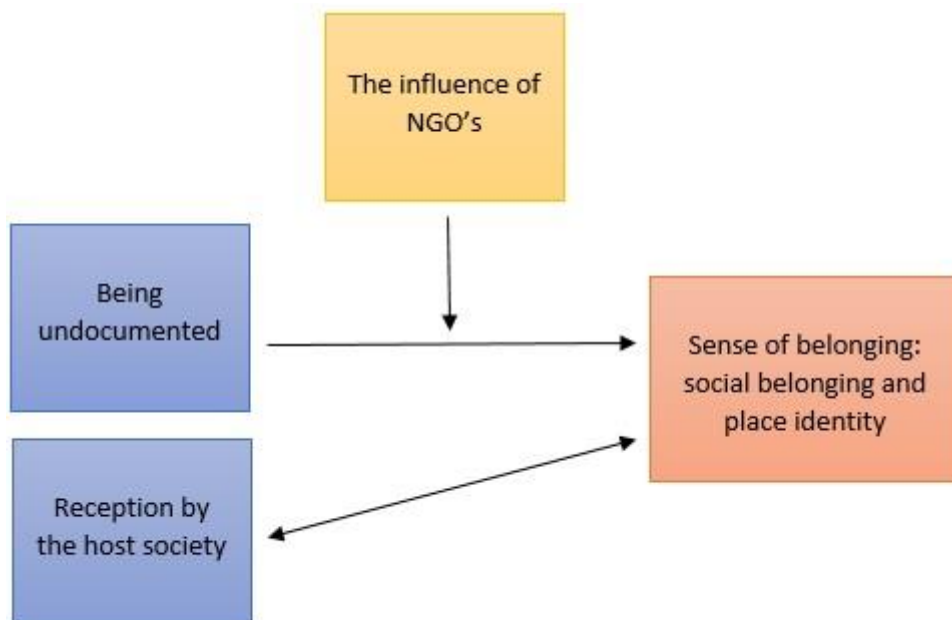 The influence of
NGO's
Being
undocumented
Sense of belonging:
social belonging and
place identity
Reception by
the host society